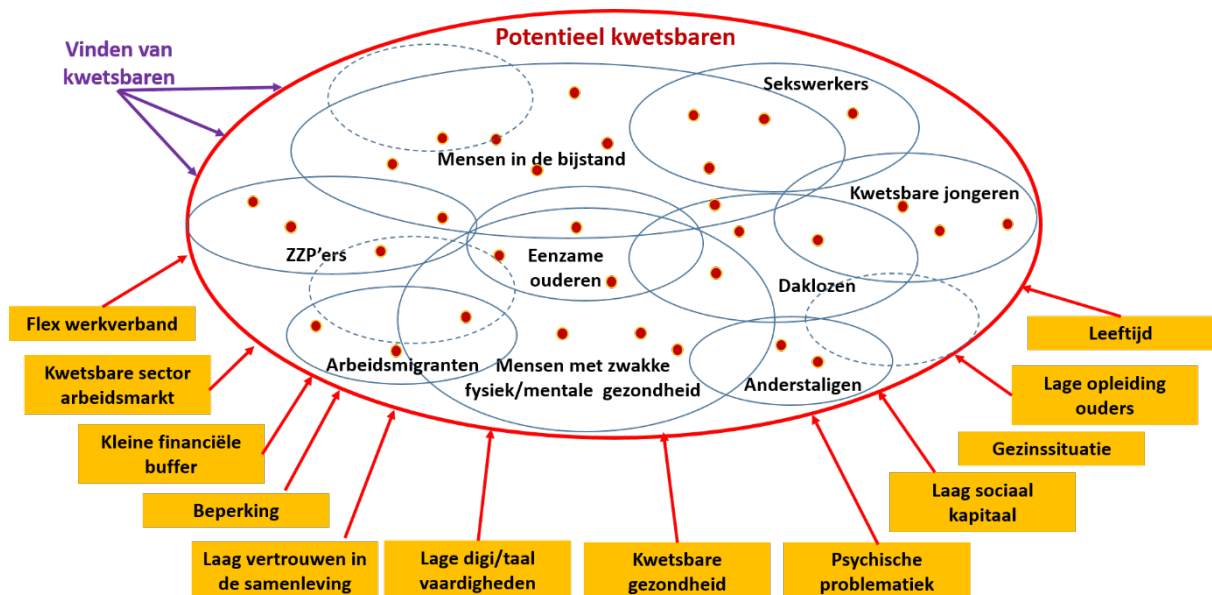 Potentieel kwetsbaren
Vinden van
kwetsbaren
Sekswerkers
Mensen in de bijstand
Kwetsbare jongeren
ZZP'ers
Eenzame
ouderen
Daklozen
Arbeidsmigranten
Mensen met zwakke
fysiek/mentale gezondheid
Anderstaligen
Flex werkverband
Kwetsbare sector
arbeidsmarkt
Kleine financiële
buffer
Beperking
Laag vertrouwen in
de samenleving
Lage digi/taal
vaardigheden
Kwetsbare
gezondheid
Psychische
problematiek
Laag sociaal
kapitaal
Gezinssituatie
Lage opleiding
ouders
Leeftijd